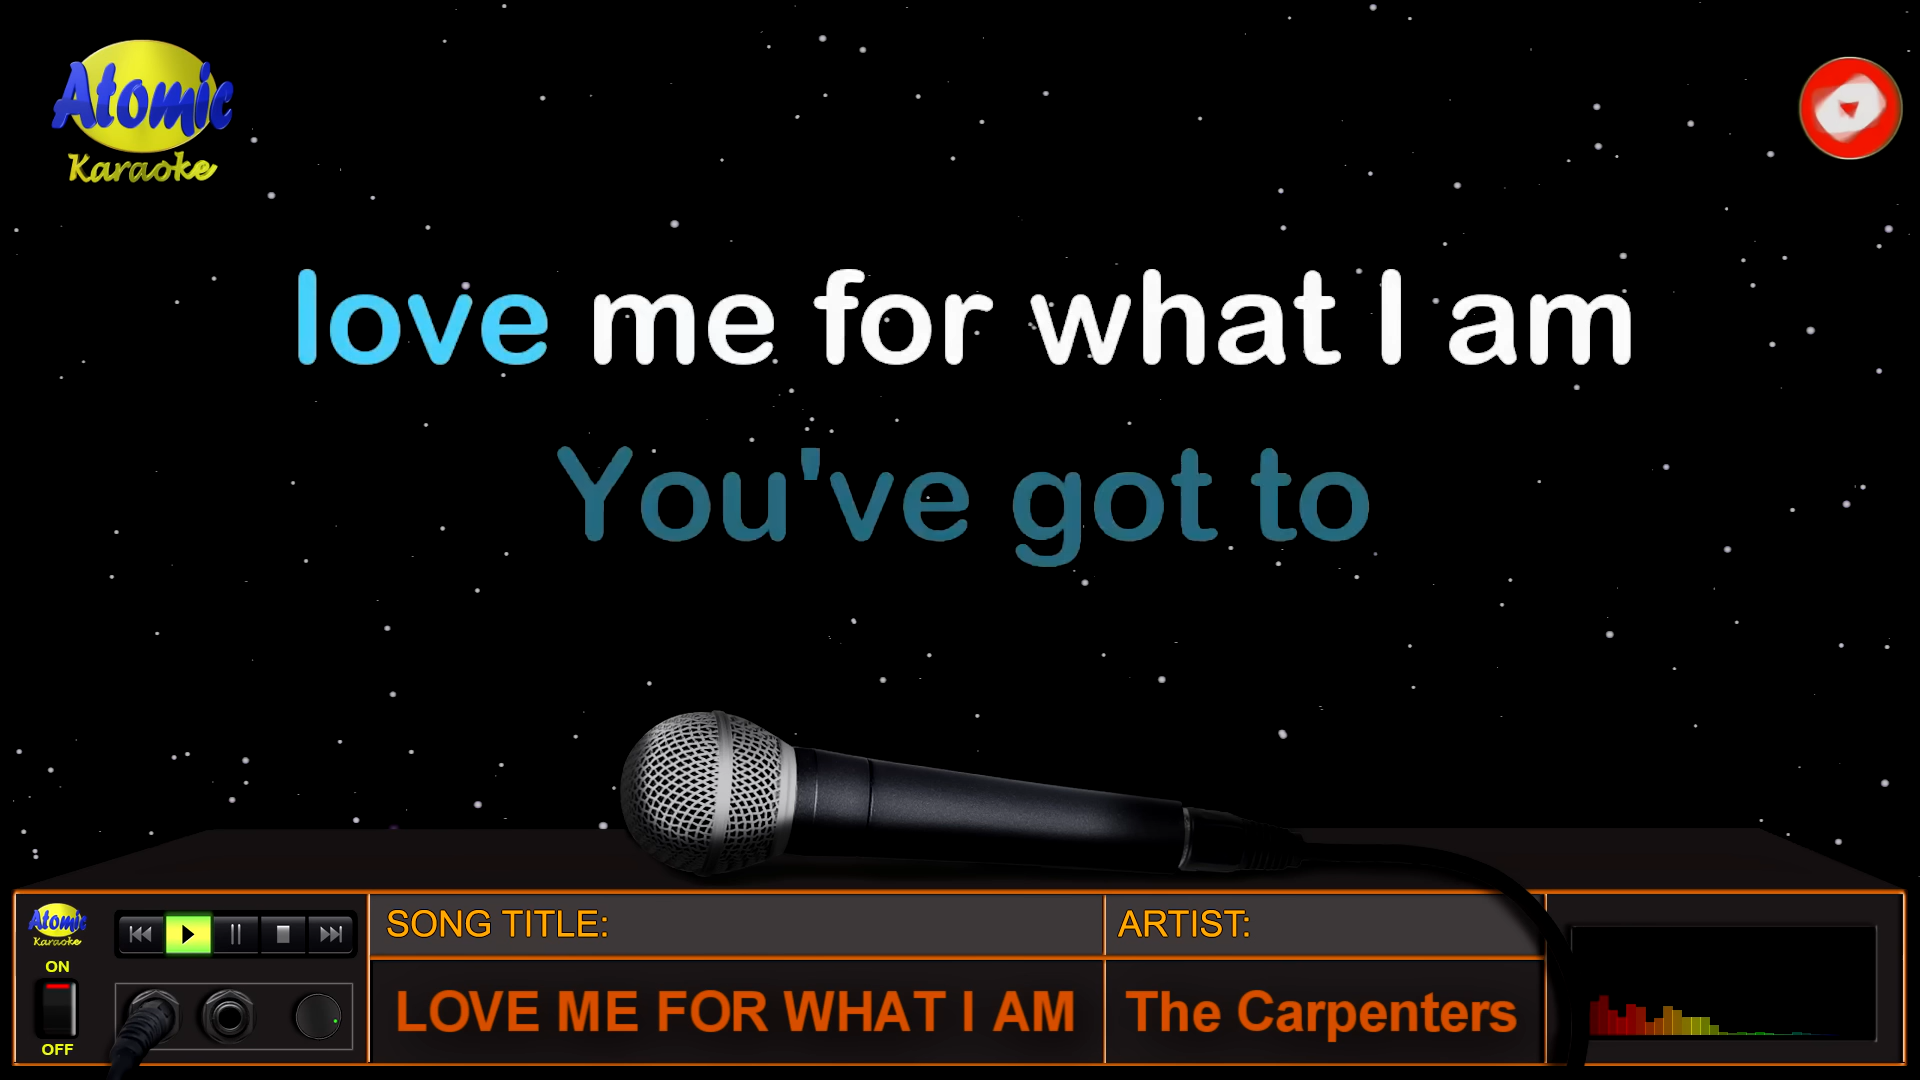 Atomic
Karaoke
love me for what I am
You've got to
Atomic
Karaoke
ON
OFF
SONG TITLE:
LOVE ME FOR WHAT I AM
ARTIST:
The Carpenters